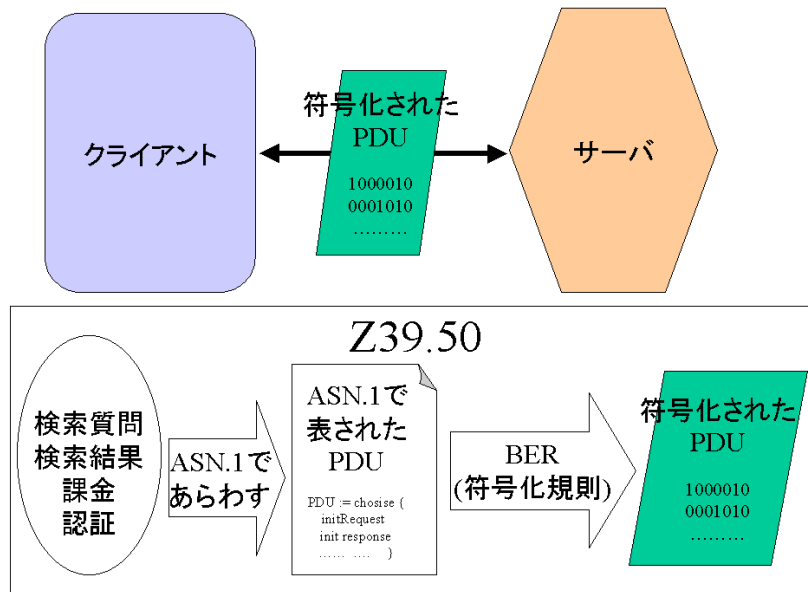 クライアント
符号化された
PDU
1000010
0001010
………
サーバ
Z39.50
検索質問
検索結果
課金
認証
ASN.1で
あらわす
ASN.1で
表された
PDU
PDU := chosise (
initRequest
init response
…… …. )
BER
(符号化規則)
符号化された
PDU
1000010
0001010
………